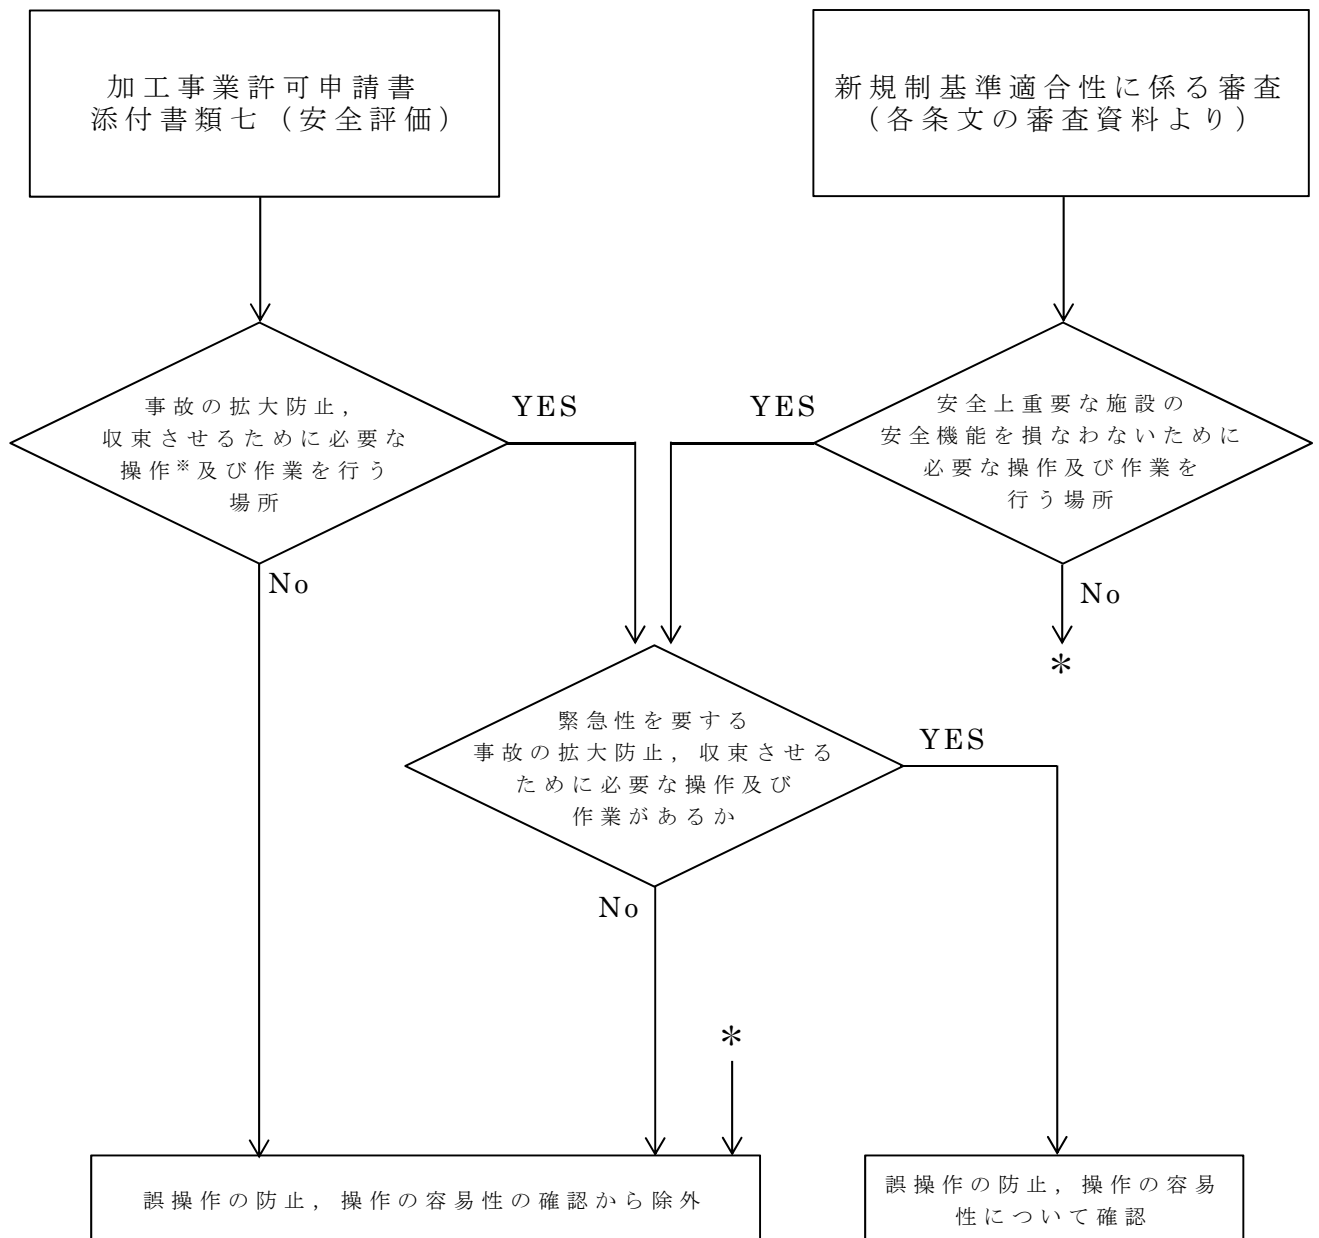 加工事業許可申請書
添付書類七（安全評価）
新規制基準適合性に係る審査
（各条文の審査資料より）
事故の拡大防止，
収束させるために必要な
操作※及び作業を行う
場所
YES
YES
安全上重要な施設の
安全機能を損なわないために
必要な操作及び作業を
行う場所
No
No
＊
緊急性を要する
事故の拡大防止，収束させる
ために必要な操作及び
作業があるか
YES
No
＊
誤操作の防止，操作の容易性の確認から除外
誤操作の防止，操作の容易
性について確認